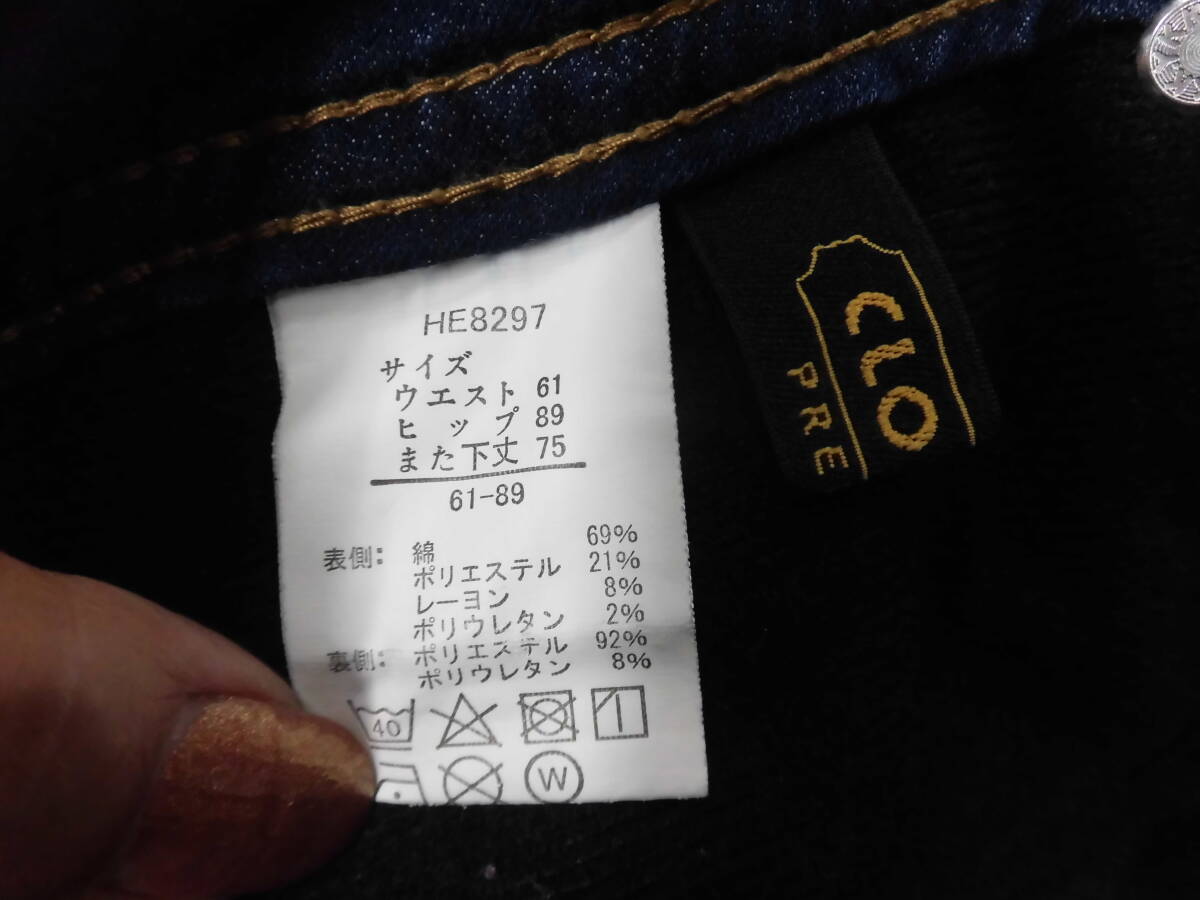 HE8297
サイズ
ウエスト 61
ヒップ 89
また下丈 75
61-89
表側: 綿 69%
ポリエステル 21%
レーヨン 8%
ポリウレタン 2%
裏側: ポリエステル 92%
ポリウレタン 8%
40
W
CLO
PRE